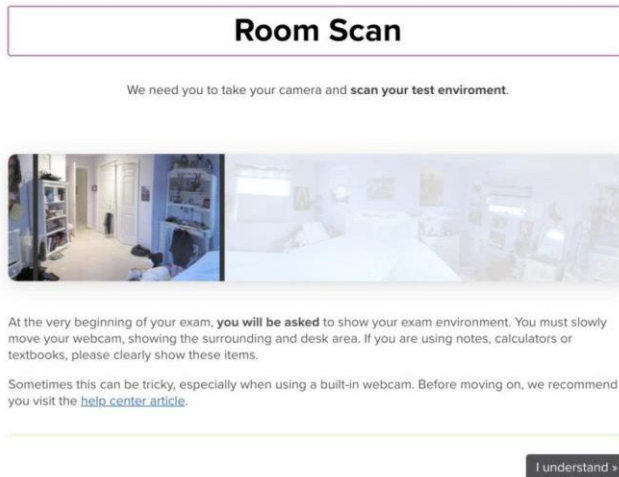 Room Scan
We need you to take your camera and scan your test enviroment.
At the very beginning of your exam, you will be asked to show your exam environment. You must slowly
move your webcam, showing the surrounding and desk area. If you are using notes, calculators or
textbooks, please clearly show these items.
Sometimes this can be tricky, especially when using a built-in webcam. Before moving on, we recommend
you visit the help center article.
I understand »